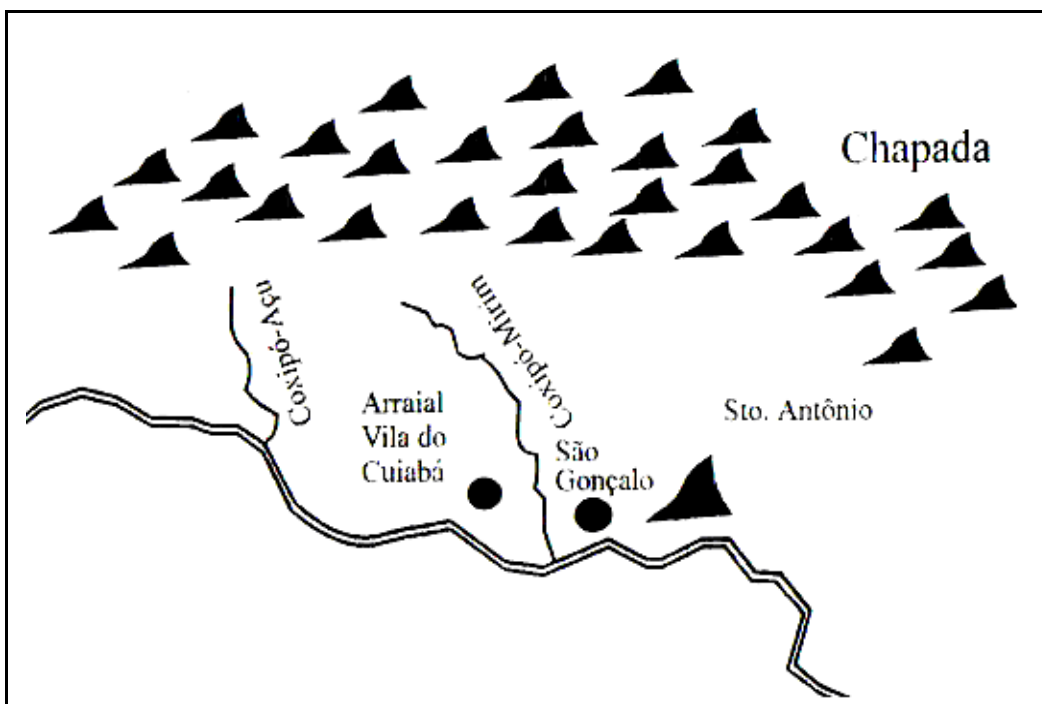 Chapada
Coxipó-Açu
Coxipó-Mirim
Arraial
Vila do
Cuiabá
São
Gonçalo
Sto. Antônio